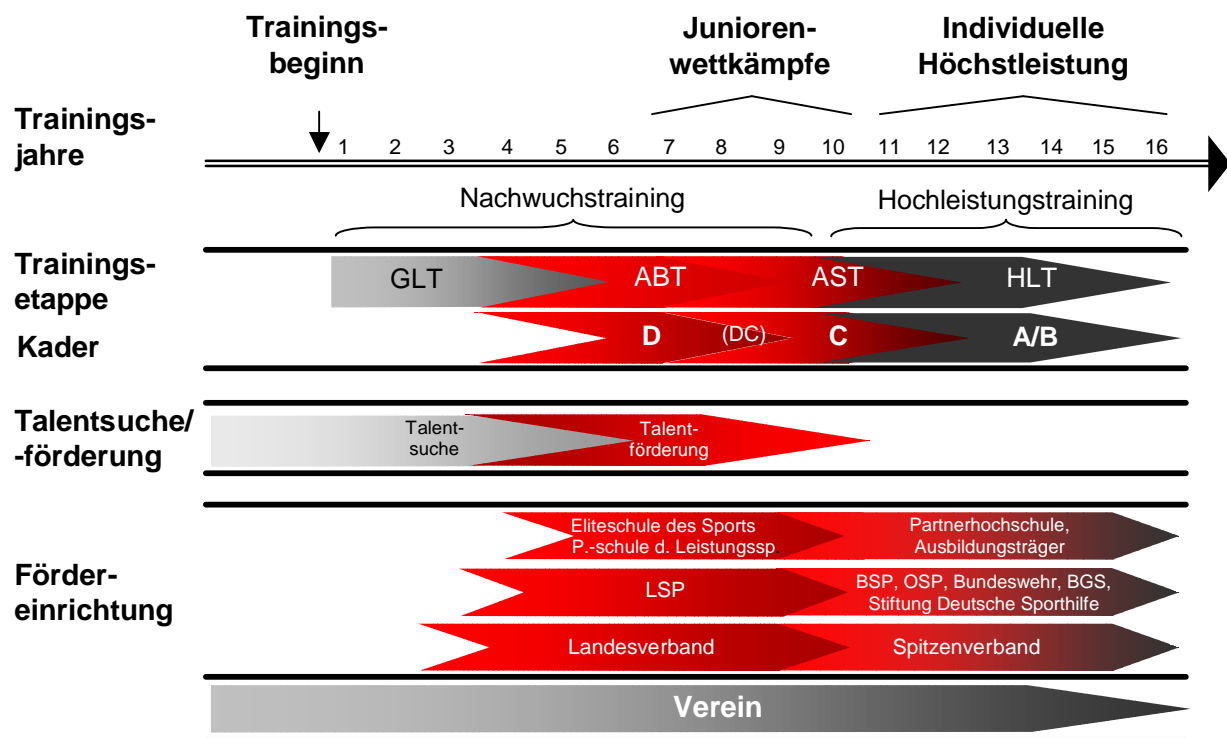 Trainings-
beginn
Junioren-
wettkämpfe
Individuelle
Höchstleistung
Trainings-
jahre
1 2 3 4 5 6 7 8 9 10 11 12 13 14 15 16
Nachwuchstraining
Hochleistungstraining
Trainings-
etappe
GLT ABT AST HLT
Kader
D (DC) C A/B
Talentsuche/
-förderung
Talent-
suche
Talent-
förderung
Förder-
einrichtung
Eliteschule des Sports
P.-schule d. Leistungssp.
Partnerhochschule,
Ausbildungsträger
LSP
BSP, OSP, Bundeswehr, BGS,
Stiftung Deutsche Sporthilfe
Landesverband
Spitzenverband
Verein